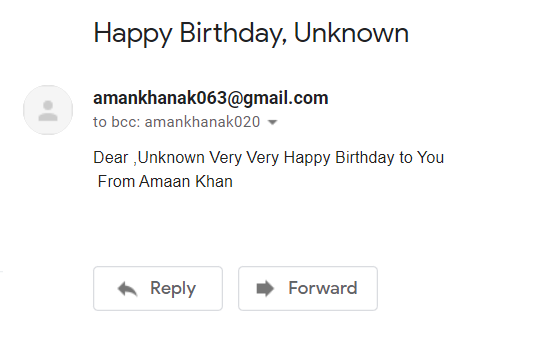 Happy Birthday, Unknown
amankhanak063@gmail.com
to bcc: amankhanak020
Dear ,Unknown Very Very Happy Birthday to You
From Amaan Khan
Reply
Forward